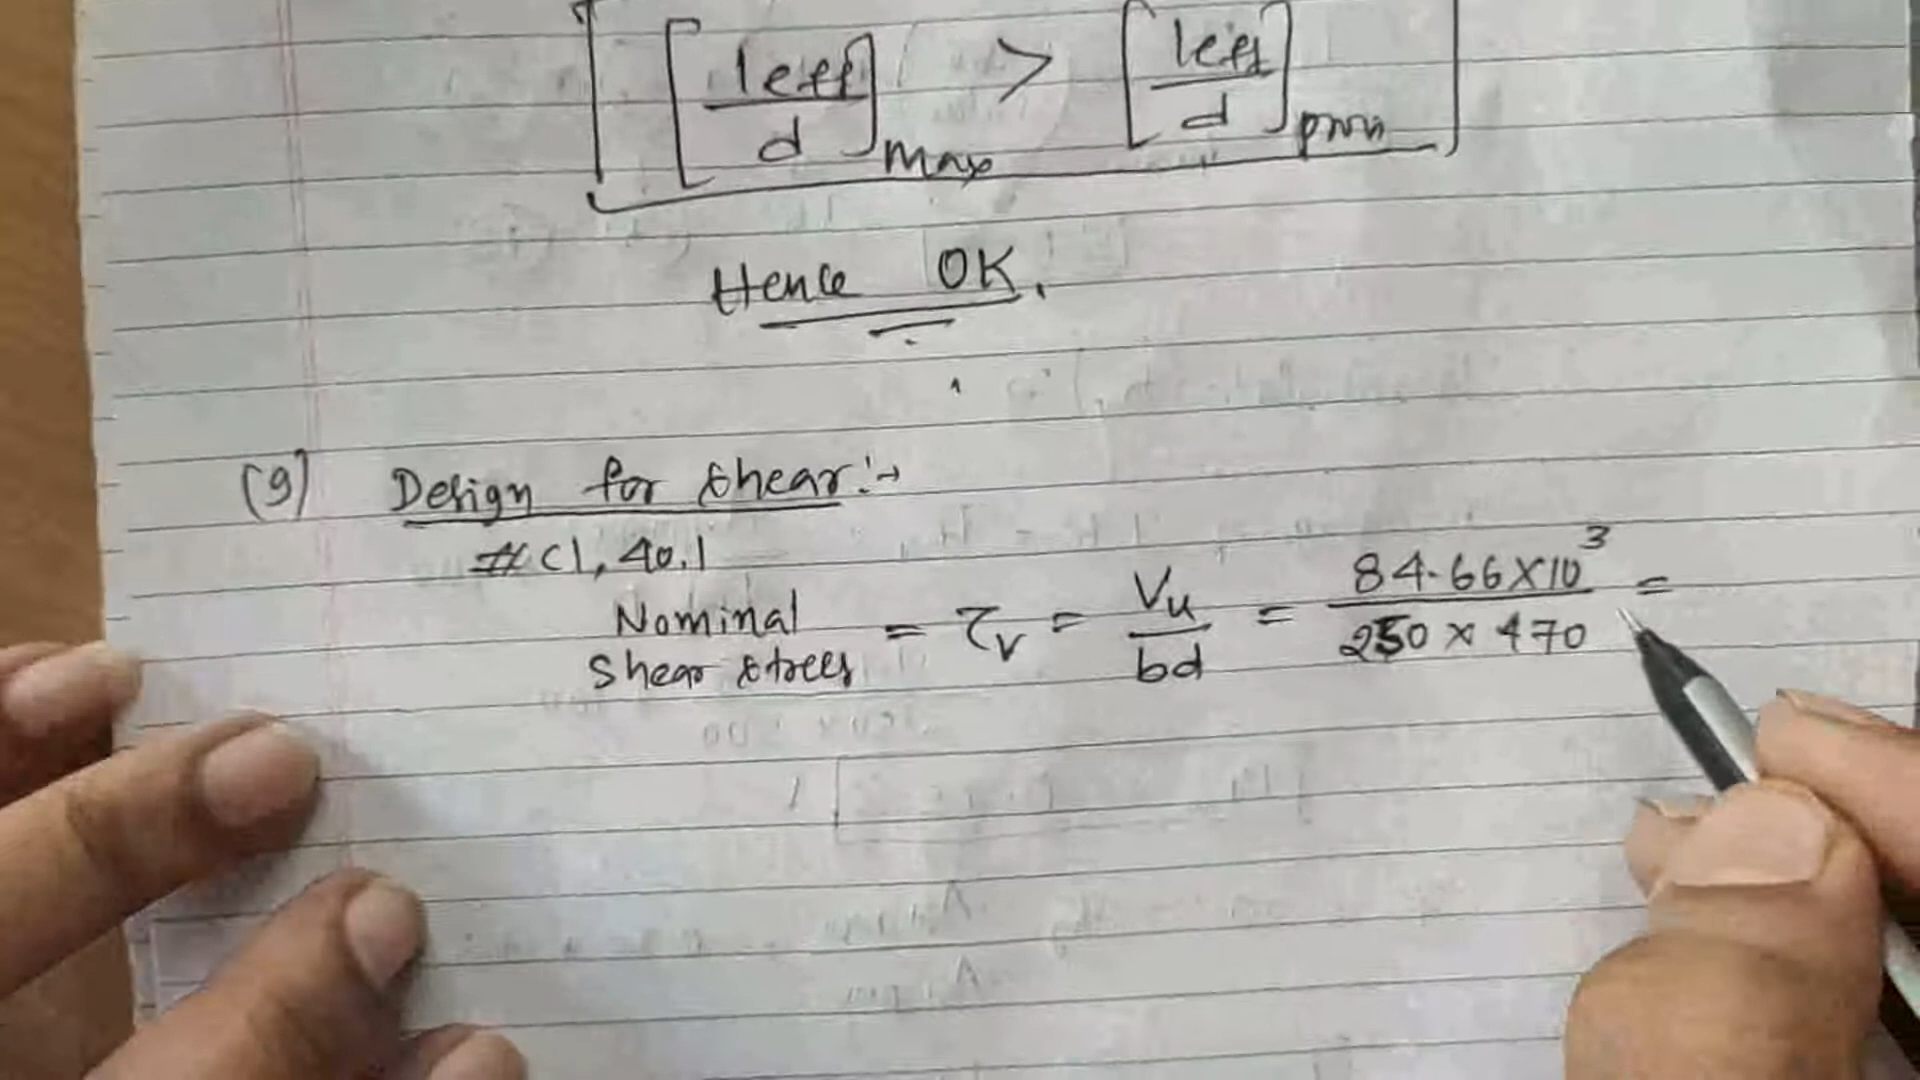 [leff/d]max > [leff/d]prov
Hence OK.
(9) Design for shear:→
# Cl, 40.1
Nominal Shear stress = τv = Vu/bd = 84.66×10³/250×470 =